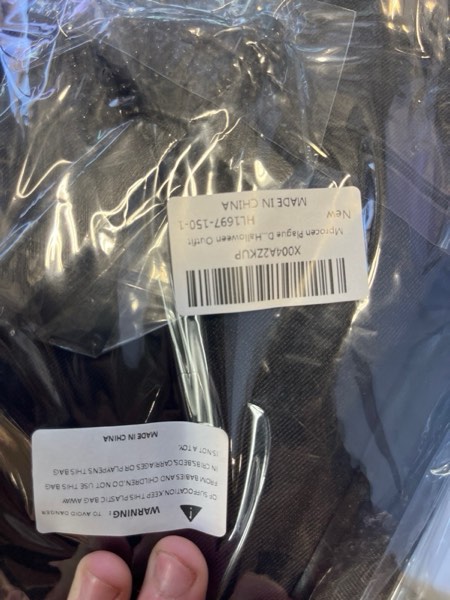 X004A2ZKUP
Mprocen Plague D...Halloween Outfit
New HL1697-150-1
MADE IN CHINA
WARNING: TO AVOID DANGER
OF SUFFOCATION,KEEP THIS PLASTIC BAG AWAY
FROM BABIES AND CHILDREN.DO NOT USE THIS BAG
IN CRIBS,BEDS,CARRIAGES OR PLAYPENS.THIS BAG
IS NOT A TOY.
MADE IN CHINA